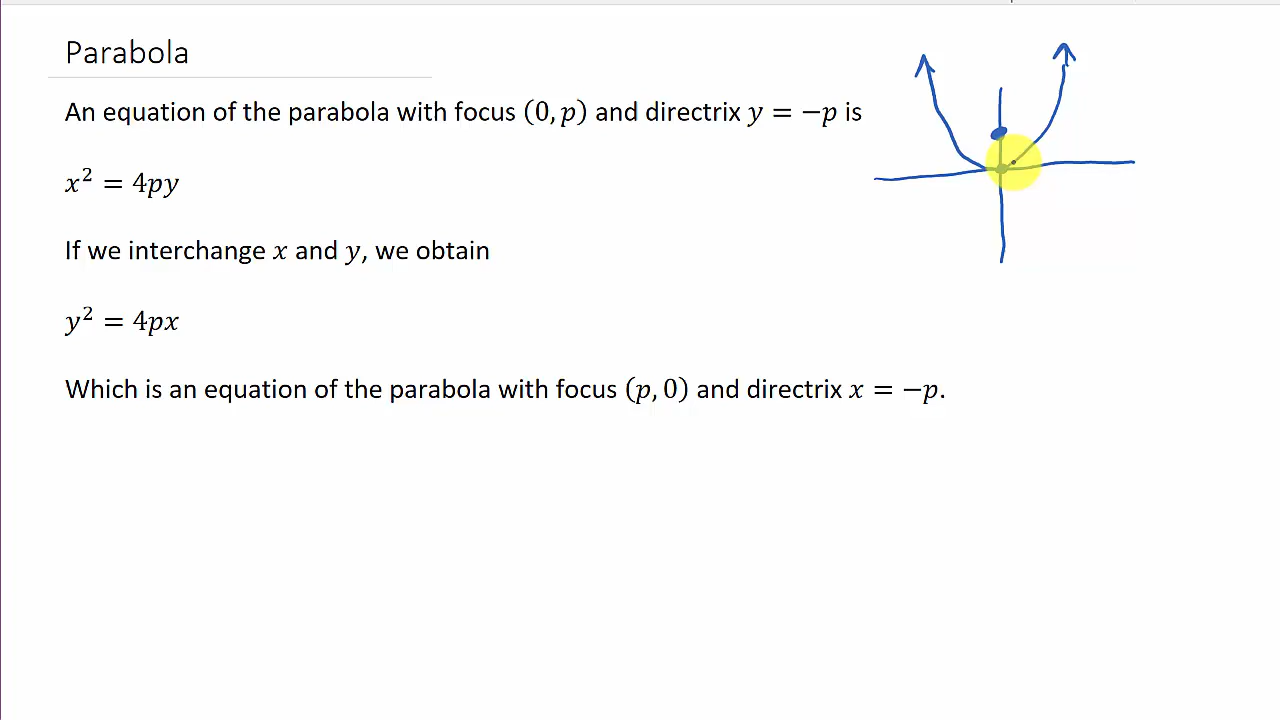 Parabola
An equation of the parabola with focus (0, p) and directrix y = −p is
x² = 4py
If we interchange x and y, we obtain
y² = 4px
Which is an equation of the parabola with focus (p, 0) and directrix x = −p.